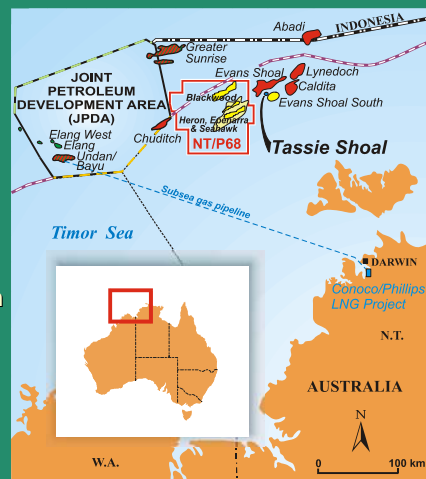 Abadi
INDONESIA
Greater
Sunrise
Evans Shoal
Lynedoch
Caldita
JOINT
PETROLEUM
DEVELOPMENT AREA
(JPDA)
Blackwood
Evans Shoal South
Heron, Epenarra
& Seahawk
NT/P68
Chuditch
Tassie Shoal
Elang West
Elang
Undan/
Bayu
Subsea gas pipeline
Timor Sea
DARWIN
Conoco/Phillips
LNG Project
N.T.
AUSTRALIA
N
W.A.
0 100 km